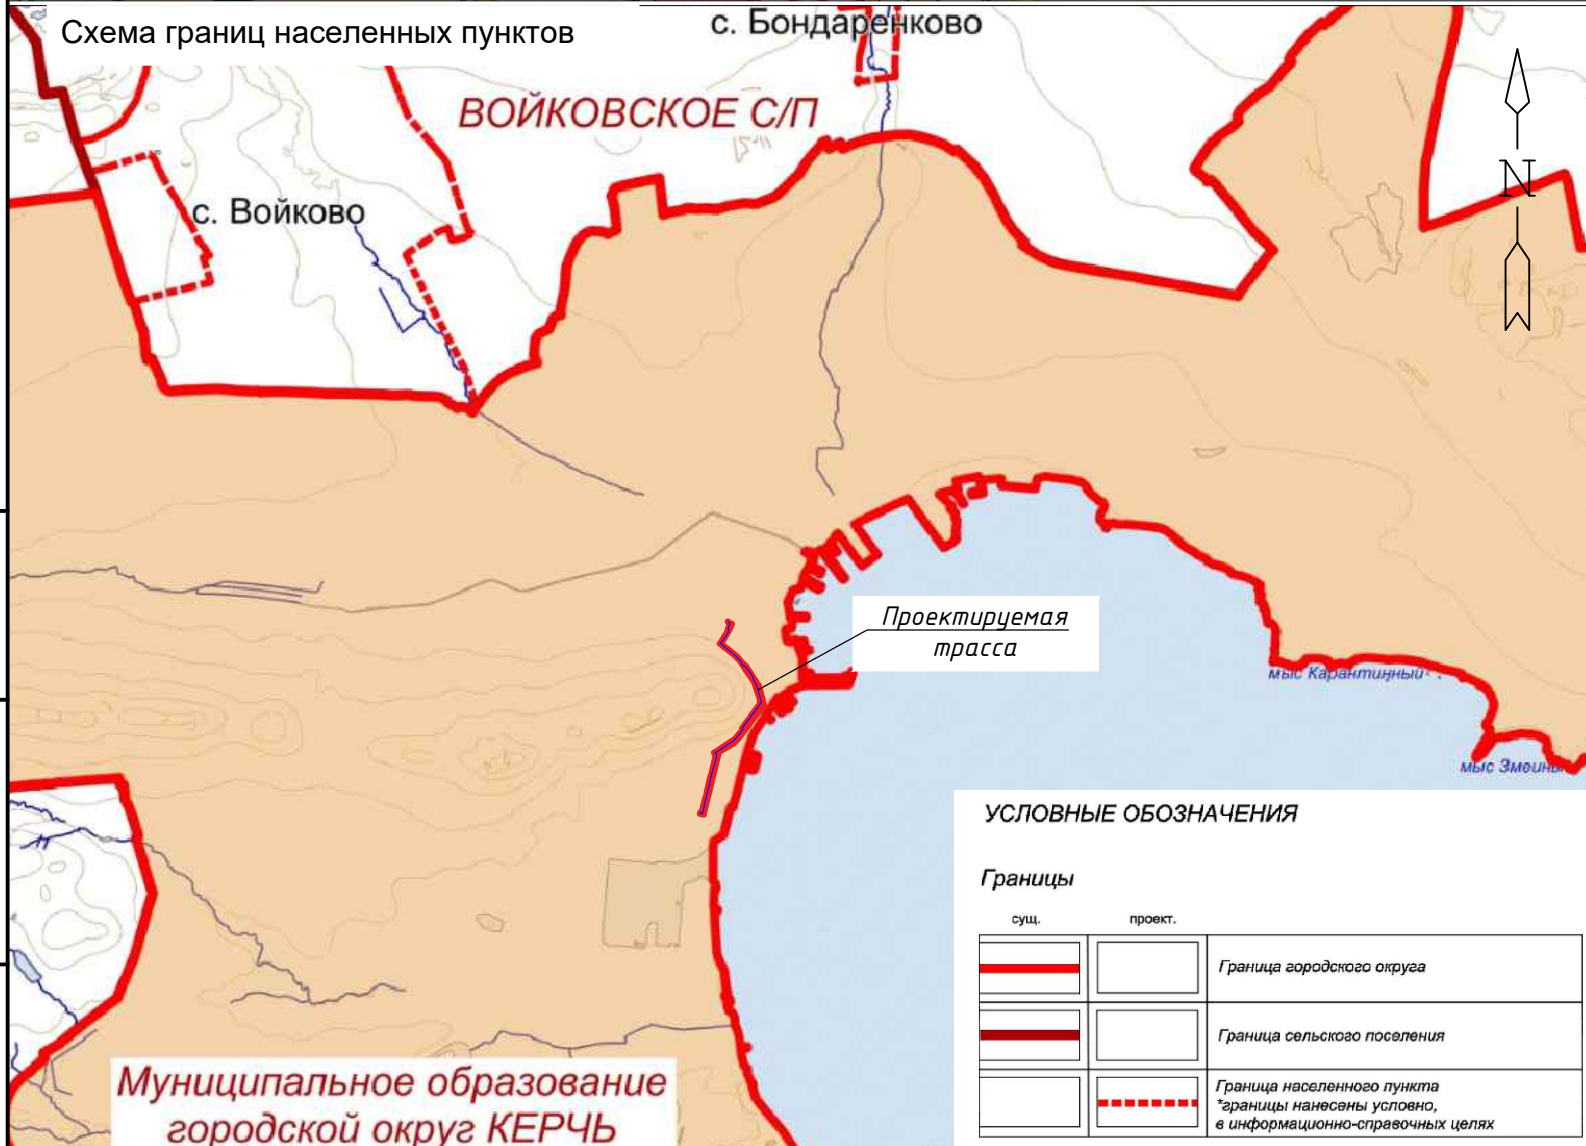 Схема границ населенных пунктов
с. Бондаренково
ВОЙКОВСКОЕ С/П
N
с. Войково
Проектируемая
трасса
мыс Карантинный
мыс Змеиный
УСЛОВНЫЕ ОБОЗНАЧЕНИЯ
Границы
сущ. проект.
Граница городского округа
Граница сельского поселения
Граница населенного пункта
*границы нанесены условно,
в информационно-справочных целях
Муниципальное образование
городской округ КЕРЧЬ